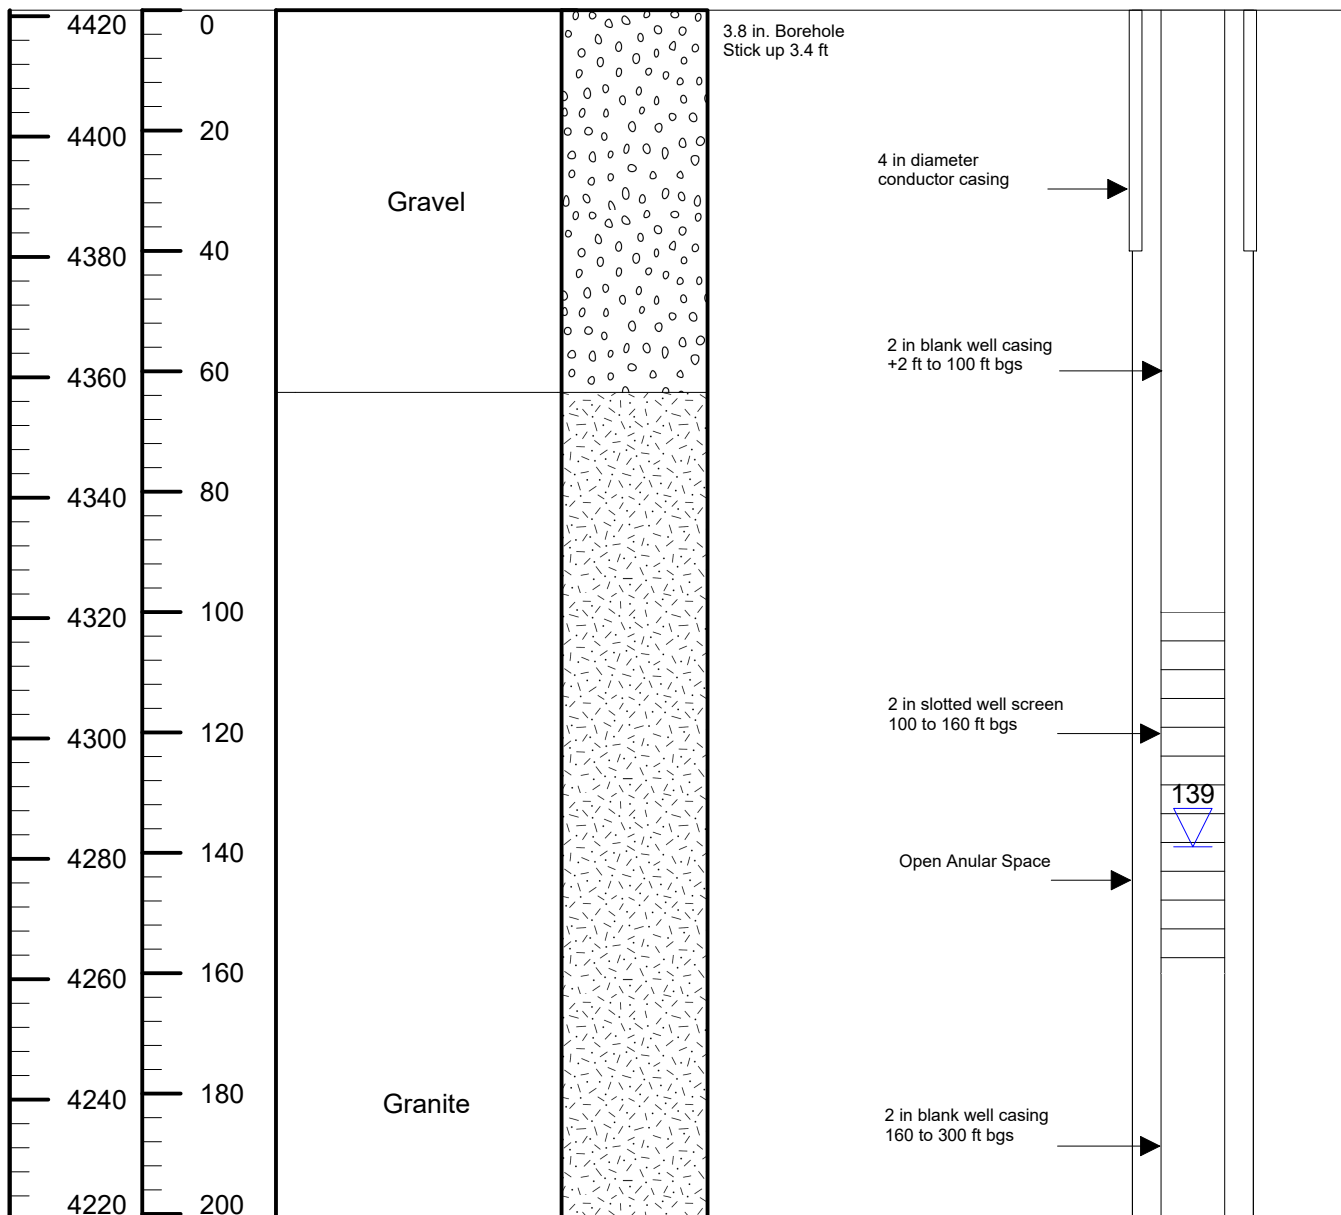 4420
0
3.8 in. Borehole
Stick up 3.4 ft
4400
20
4 in diameter
conductor casing
Gravel
4380
40
2 in blank well casing
+2 ft to 100 ft bgs
4360
60
4340
80
4320
100
2 in slotted well screen
100 to 160 ft bgs
4300
120
139
4280
140
Open Anular Space
4260
160
4240
180
Granite
2 in blank well casing
160 to 300 ft bgs
4220
200